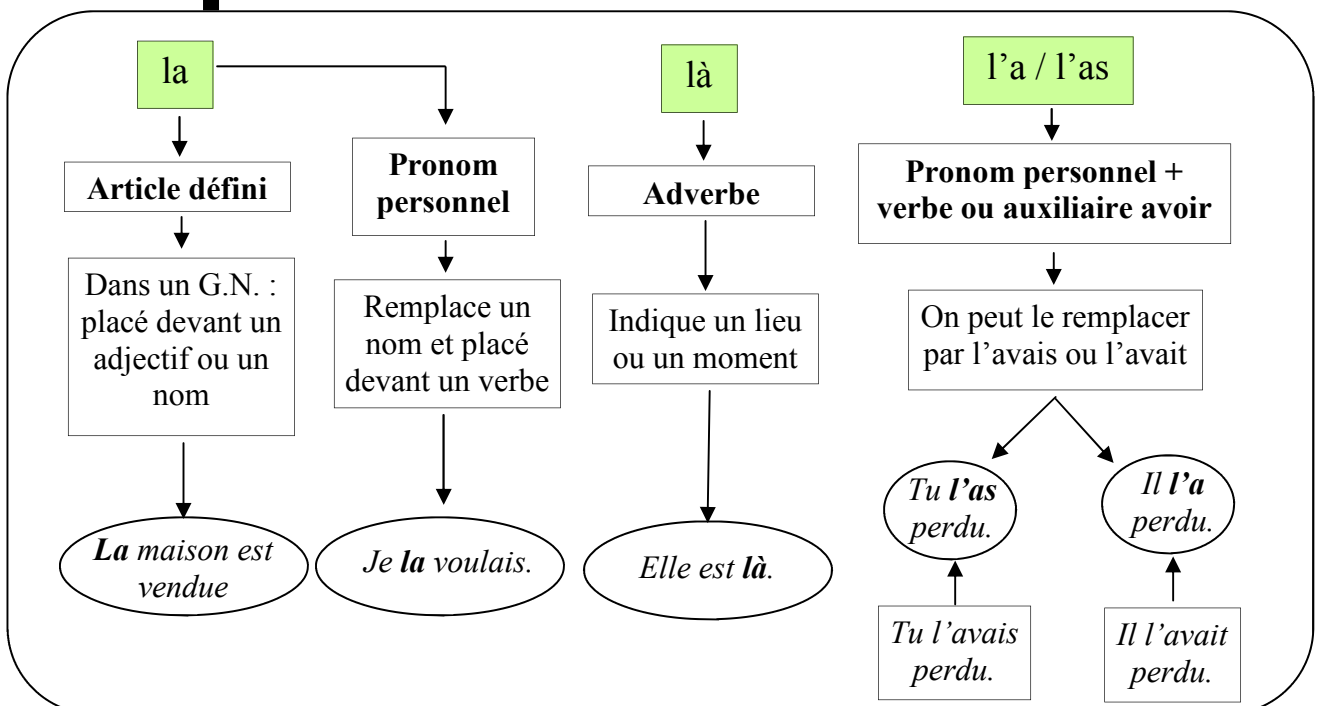 la
Article défini
Dans un G.N. :
placé devant un
adjectif ou un
nom
La maison est
vendue
Pronom
personnel
Remplace un
nom et placé
devant un verbe
Je la voulais.
là
Adverbe
Indique un lieu
ou un moment
Elle est là.
l’a / l’as
Pronom personnel +
verbe ou auxiliaire avoir
On peut le remplacer
par l’avais ou l’avait
Tu l’as
perdu.
Tu l’avais
perdu.
Il l’a
perdu.
Il l’avait
perdu.